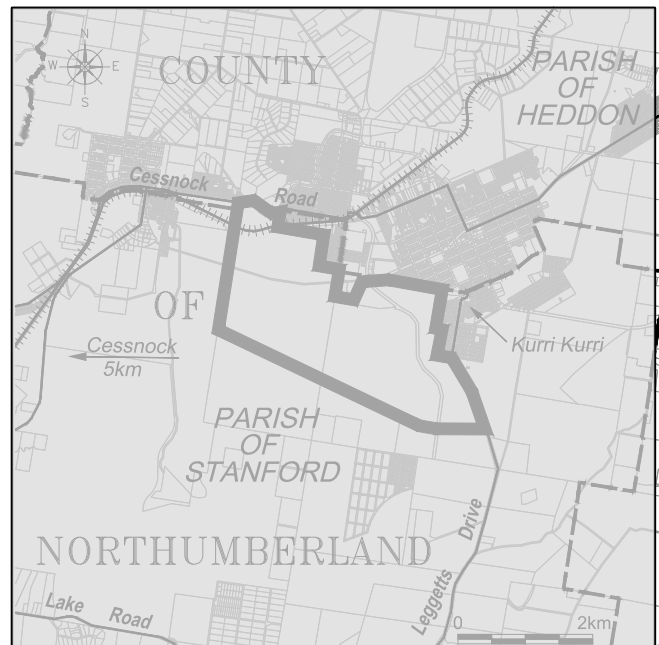 N
W E
S
COUNTY
PARISH
OF
HEDDON
Cessnock Road
OF
Cessnock
5km
Kurri Kurri
PARISH
OF
STANFORD
NORTHUMBERLAND
Leggetts Drive
Lake Road
0 2km